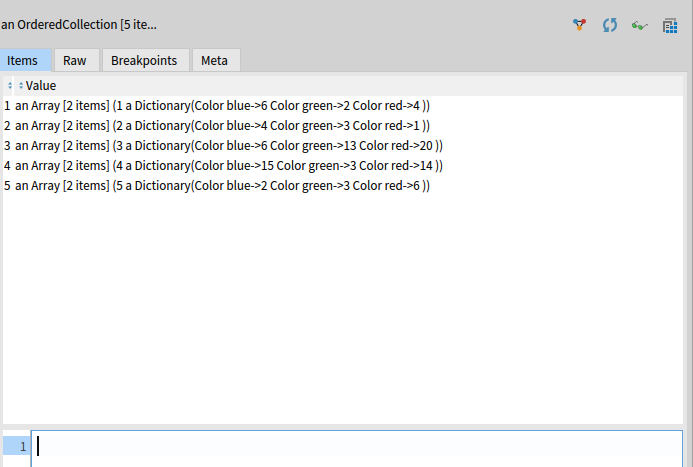 an OrderedCollection [5 ite...
Items Raw Breakpoints Meta
Value
1 an Array [2 items] (1 a Dictionary(Color blue->6 Color green->2 Color red->4 ))
2 an Array [2 items] (2 a Dictionary(Color blue->4 Color green->3 Color red->1 ))
3 an Array [2 items] (3 a Dictionary(Color blue->6 Color green->13 Color red->20 ))
4 an Array [2 items] (4 a Dictionary(Color blue->15 Color green->3 Color red->14 ))
5 an Array [2 items] (5 a Dictionary(Color blue->2 Color green->3 Color red->6 ))
1